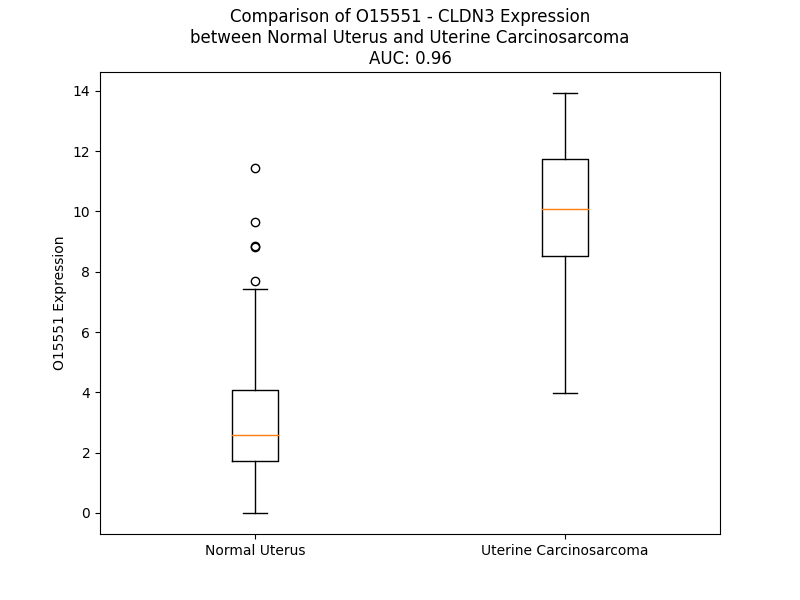 Comparison of O15551 - CLDN3 Expression
between Normal Uterus and Uterine Carcinosarcoma
AUC: 0.96
14
12
10
8
6
4
2
0
O15551 Expression
Normal Uterus
Uterine Carcinosarcoma